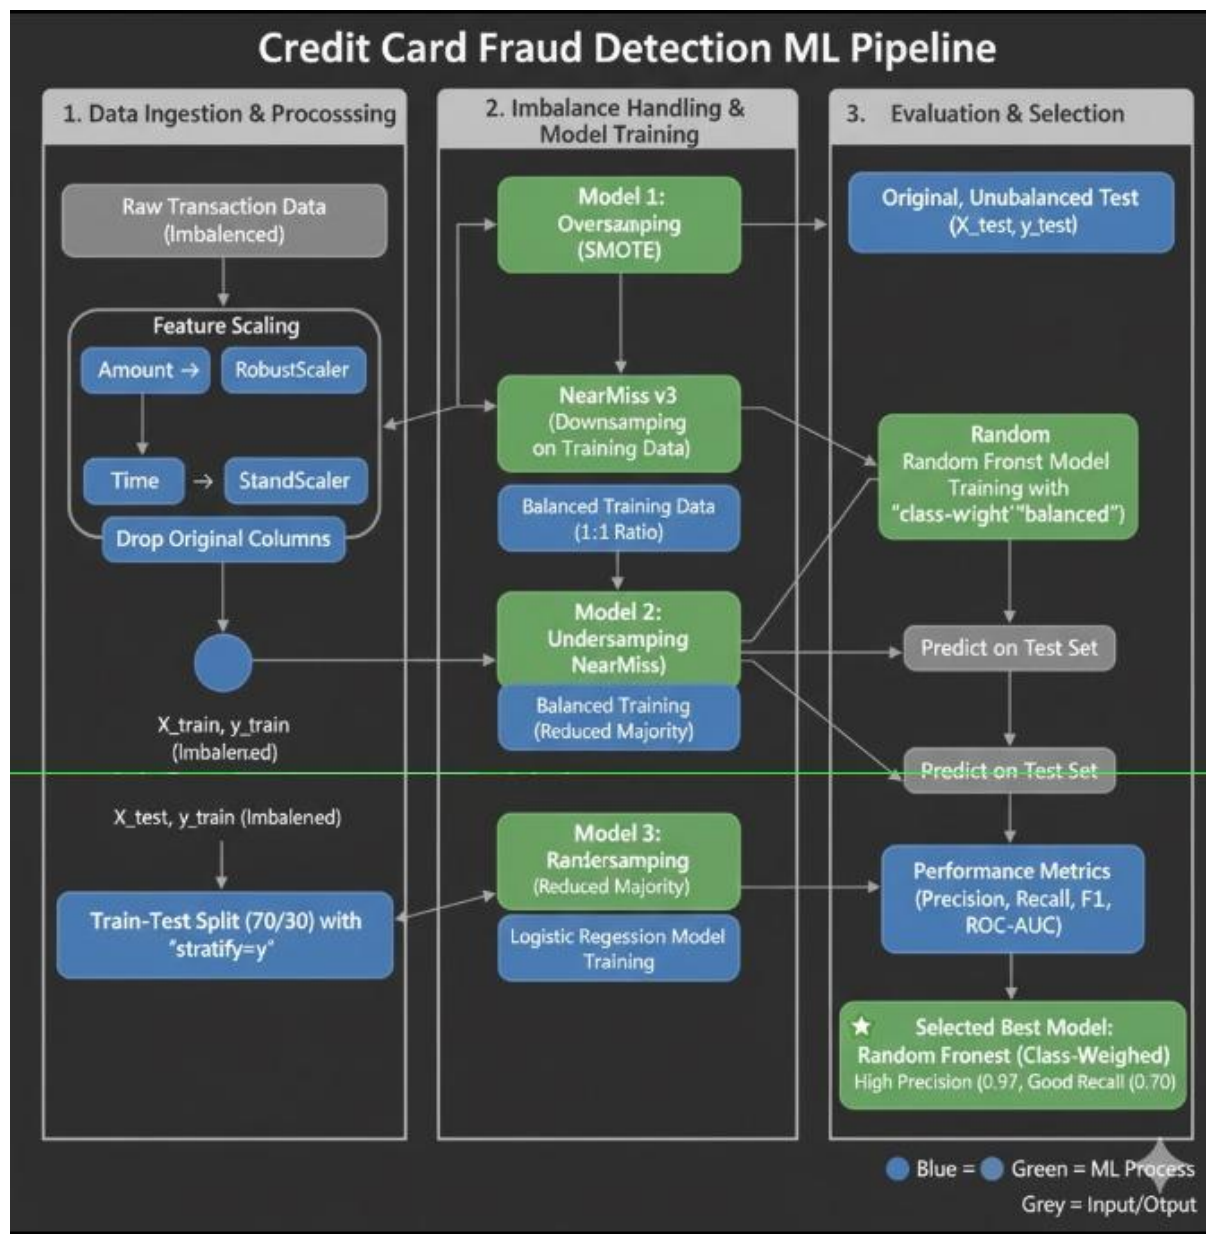 Credit Card Fraud Detection ML Pipeline
1. Data Ingestion & Procosssing
Raw Transaction Data
(Imbalenced)
Feature Scaling
Amount →
RobustScaler
Time
→
StandScaler
Drop Original Columns
X_train, y_train
(Imbalened)
X_test, y_train (Imbalened)
Train-Test Split (70/30) with
"stratify=y"
2. Imbalance Handling &
Model Training
Model 1:
Oversamping
(SMOTE)
NearMiss v3
(Downsamping
on Training Data)
Balanced Training Data
(1:1 Ratio)
Model 2:
Undersamping
NearMiss)
Balanced Training
(Reduced Majority)
Model 3:
Randersamping
(Reduced Majority)
Logistic Regression Model
Training
3. Evaluation & Selection
Original, Unubalanced Test
(X_test, y_test)
Random
Random Fronst Model
Training with
"class-wight'"balanced")
Predict on Test Set
Predict on Test Set
Performance Metrics
(Precision, Recall, F1,
ROC-AUC)
Selected Best Model:
Random Fronest (Class-Weighed)
High Precision (0.97, Good Recall (0.70)
Blue = Green = ML Process
Grey = Input/Otput